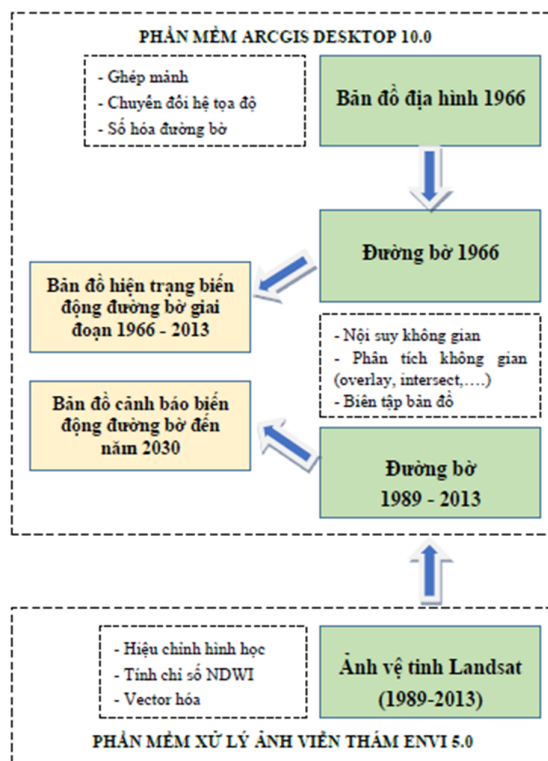 PHẦN MỀM ARCGIS DESKTOP 10.0
- Ghép mảnh
- Chuyển đổi hệ tọa độ
- Số hóa đường bờ
Bản đồ địa hình 1966
Đường bờ 1966
Bản đồ hiện trạng biến
động đường bờ giai
đoạn 1966 - 2013
- Nội suy không gian
- Phân tích không gian
(overlay, intersect,....)
- Biên tập bản đồ
Bản đồ cảnh báo biến
động đường bờ đến
năm 2030
Đường bờ
1989 - 2013
- Hiệu chỉnh hình học
- Tính chỉ số NDWI
- Vector hóa
Ảnh vệ tinh Landsat
(1989-2013)
PHẦN MỀM XỬ LÝ ẢNH VIỄN THÁM ENVI 5.0